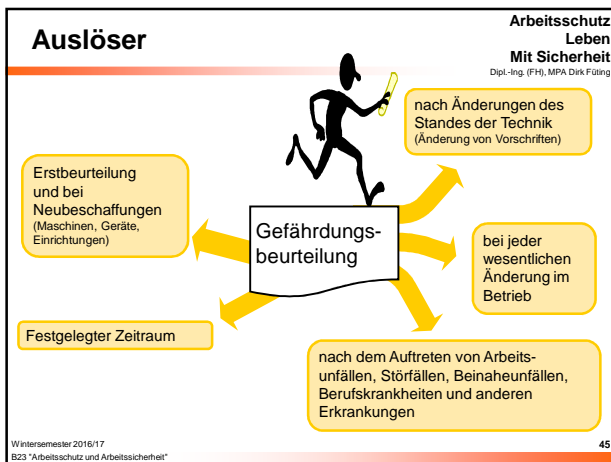 Auslöser
Arbeitsschutz
Leben
Mit Sicherheit
Dipl.-Ing. (FH), MPA Dirk Füting
nach Änderungen des
Standes der Technik
(Änderung von Vorschriften)
Erstbeurteilung
und bei
Neubeschaffungen
(Maschinen, Geräte,
Einrichtungen)
Gefährdungs-
beurteilung
bei jeder
wesentlichen
Änderung im
Betrieb
Festgelegter Zeitraum
nach dem Auftreten von Arbeits-
unfällen, Störfällen, Beinaheunfällen,
Berufskrankheiten und anderen
Erkrankungen
Wintersemester 2016/17
B23 "Arbeitsschutz und Arbeitssicherheit"
45